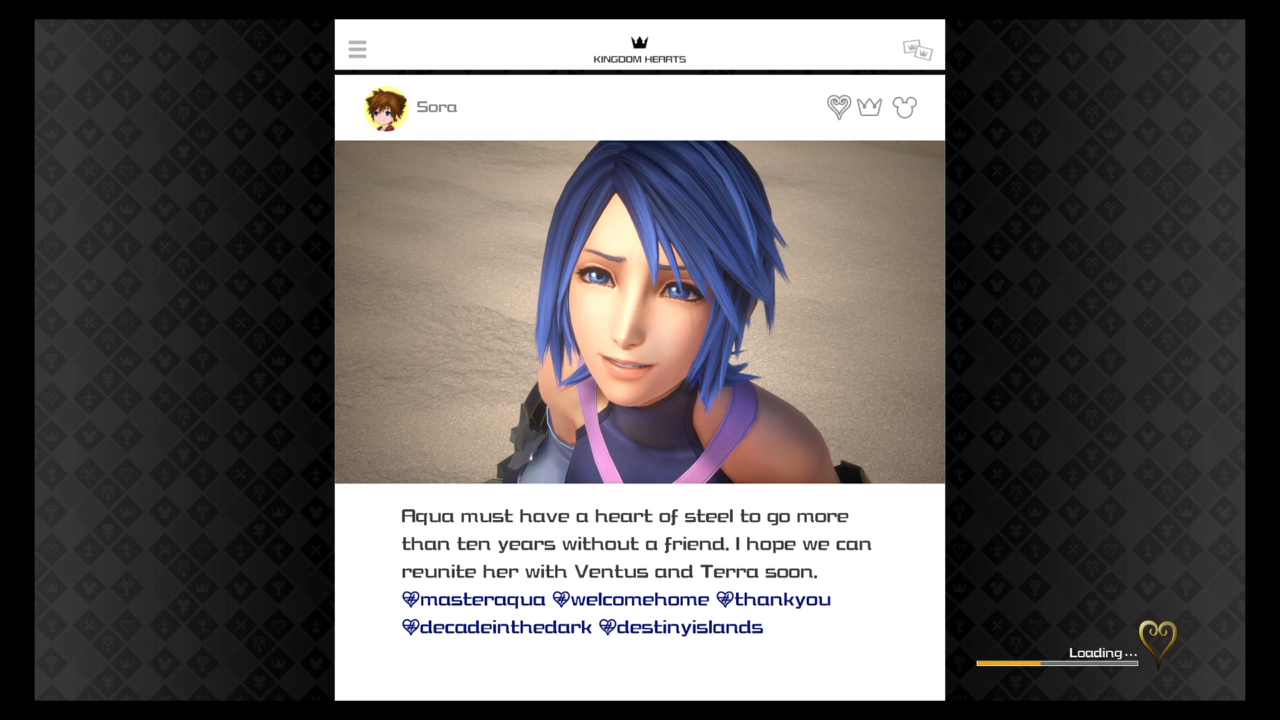 KINGDOM HEARTS
Sora
Aqua must have a heart of steel to go more
than ten years without a friend. I hope we can
reunite her with Ventus and Terra soon.
#masteraqua #welcomehome #thankyou
#decadeinthedark #destinyislands
Loading...